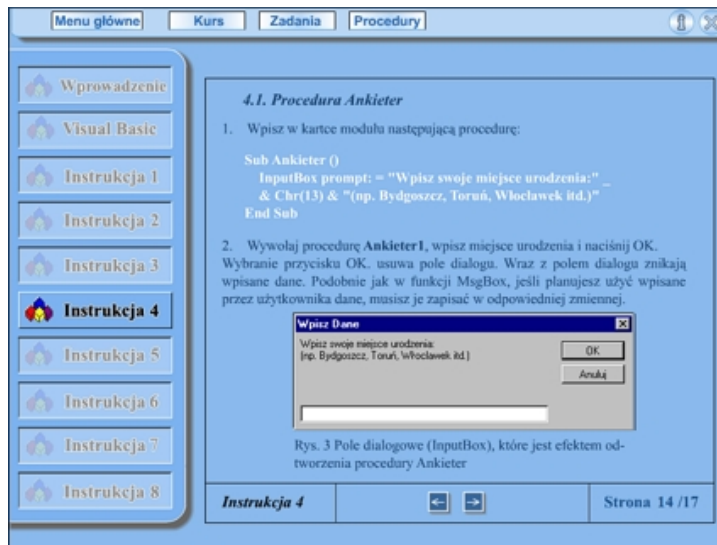 Menu główne
Kurs
Zadania
Procedury
Wprowadzenie
Visual Basic
Instrukcja 1
Instrukcja 2
Instrukcja 3
Instrukcja 4
Instrukcja 5
Instrukcja 6
Instrukcja 7
Instrukcja 8
4.1. Procedura Ankieter
1. Wpisz w kartce modułu następującą procedurę:
Sub Ankieter ()
InputBox prompt: = "Wpisz swoje miejsce urodzenia:" _
& Chr(13) & "(np. Bydgoszcz, Toruń, Włocławek itd.)"
End Sub
2. Wywołaj procedurę Ankieter1, wpisz miejsce urodzenia i naciśnij OK.
Wybranie przycisku OK. usuwa pole dialogu. Wraz z polem dialogu znikają
wpisane dane. Podobnie jak w funkcji MsgBox, jeśli planujesz użyć wpisane
przez użytkownika dane, musisz je zapisać w odpowiedniej zmiennej.
Wpisz Dane
Wpisz swoje miejsce urodzenia:
(np. Bydgoszcz, Toruń, Włocławek itd.)
OK
Anuluj
Rys. 3 Pole dialogowe (InputBox), które jest efektem od-
tworzenia procedury Ankieter
Instrukcja 4
Strona 14 /17